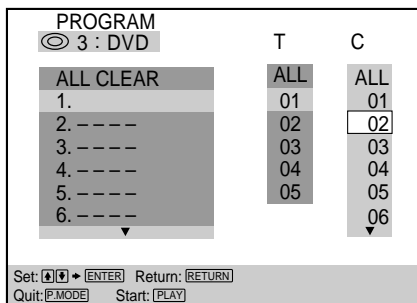 PROGRAM
3 : DVD
T C
ALL CLEAR
1.
2. – – – –
3. – – – –
4. – – – –
5. – – – –
6. – – – –
ALL
01
02
03
04
05
ALL
01
02
03
04
05
06
Set: ENTER Return: RETURN
Quit: P.MODE Start: PLAY